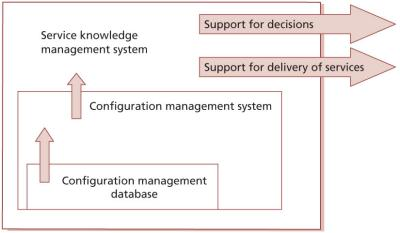 Support for decisions
Service knowledge
management system
Support for delivery of services
Configuration management system
Configuration management
database